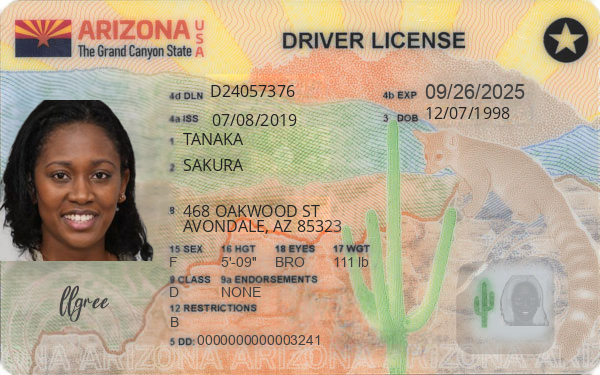 ARIZONA USA
The Grand Canyon State
DRIVER LICENSE
4d DLN D24057376
4b EXP 09/26/2025
4a ISS 07/08/2019
3 DOB 12/07/1998
1 TANAKA
2 SAKURA
8 468 OAKWOOD ST
AVONDALE, AZ 85323
15 SEX 16 HGT 18 EYES 17 WGT
F 5'-09" BRO 111 lb
9 CLASS 9a ENDORSEMENTS
D NONE
12 RESTRICTIONS
B
llgree
5 DD: 0000000000003241
ARIZONA ARIZONA ARIZONA ARIZONA